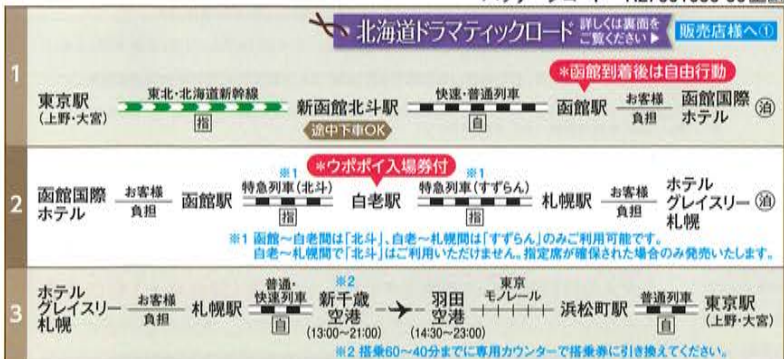 北海道ドラマティックロード 詳しくは裏面をご覧ください▶ 販売店様へ①
1
*函館到着後は自由行動
東京駅(上野・大宮) 東北・北海道新幹線 指 新函館北斗駅 快速・普通列車 自 函館駅 お客様負担 函館国際ホテル 泊
途中下車OK
2
*ウポポイ入場券付
函館国際ホテル お客様負担 函館駅 ※1 特急列車(北斗) 指 白老駅 ※1 特急列車(すずらん) 指 札幌駅 お客様負担 ホテルグレイスリー札幌 泊
※1 函館~白老間は「北斗」、白老~札幌間は「すずらん」のみご利用可能です。
白老~札幌間で「北斗」はご利用いただけません。指定席が確保された場合のみ発売いたします。
3
ホテルグレイスリー札幌 お客様負担 札幌駅 普通・快速列車 自 ※2 新千歳空港(13:00~21:00) 羽田空港(14:30~23:00) 東京モノレール 浜松町駅 普通列車 自 東京駅(上野・大宮)
※2 搭乗60~40分までに専用カウンターで搭乗券に引き換えてください。